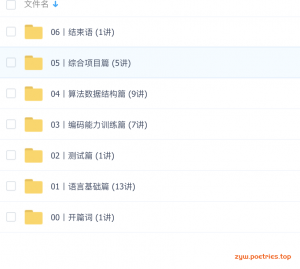 文件名
06丨结束语 (1讲)
05丨综合项目篇 (5讲)
04丨算法数据结构篇 (9讲)
03丨编码能力训练篇 (7讲)
02丨测试篇 (1讲)
01丨语言基础篇 (13讲)
00丨开篇词 (1讲)
zyw.poetries.top